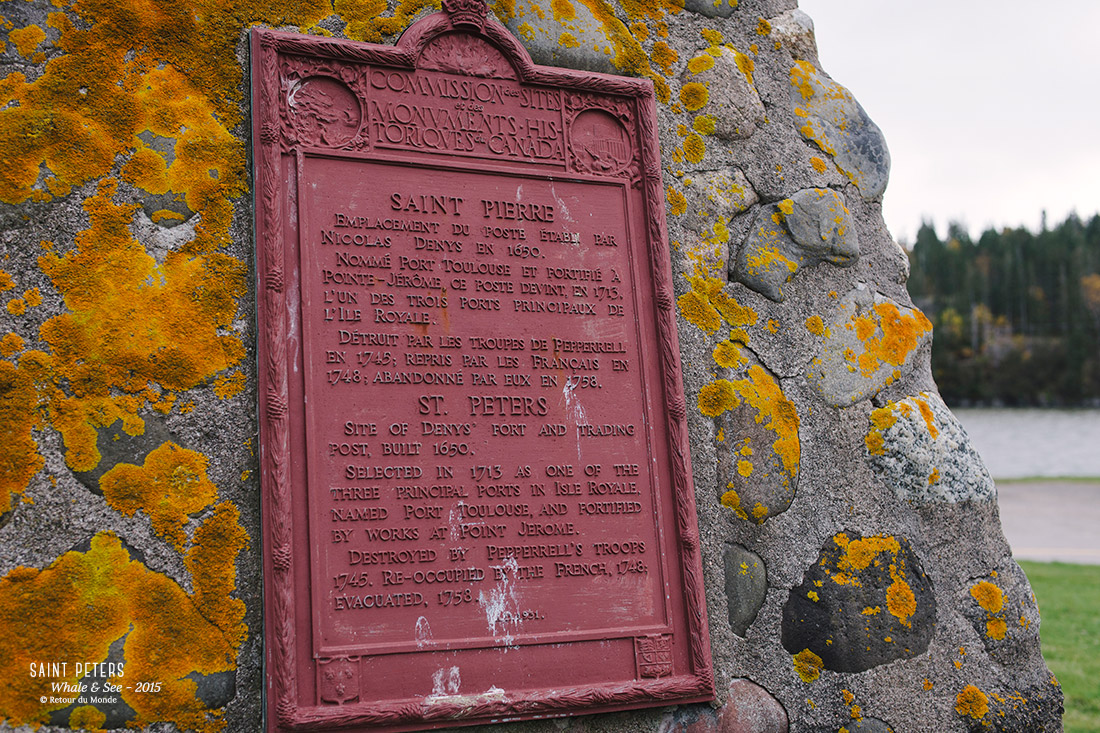 COMMISSION des SITES
et des
MONVMENTS·HIS-
TORIQVES du CANADA
SAINT PIERRE
EMPLACEMENT DU POSTE ÉTABLI PAR
NICOLAS DENYS EN 1650.
NOMMÉ PORT TOULOUSE ET FORTIFIÉ À
POINTE-JÉRÔME, CE POSTE DEVINT, EN 1713,
L'UN DES TROIS PORTS PRINCIPAUX DE
L'ILE ROYALE.
DÉTRUIT PAR LES TROUPES DE PEPPERRELL
EN 1745; REPRIS PAR LES FRANÇAIS EN
1748; ABANDONNÉ PAR EUX EN 1758.
ST. PETERS
SITE OF DENYS' FORT AND TRADING
POST, BUILT 1650.
SELECTED IN 1713 AS ONE OF THE
THREE PRINCIPAL PORTS IN ISLE ROYALE,
NAMED PORT TOULOUSE, AND FORTIFIED
BY WORKS AT POINT JEROME.
DESTROYED BY PEPPERRELL'S TROOPS
1745. RE-OCCUPIED BY THE FRENCH, 1748;
EVACUATED, 1758.
1931.
SAINT PETERS
Whale & See - 2015
© Retour du Monde